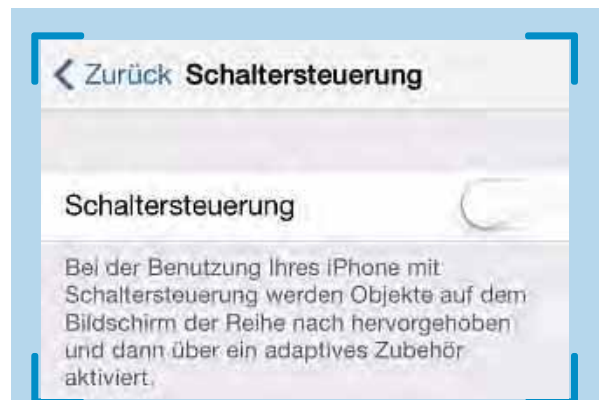 Zurück Schaltersteuerung
Schaltersteuerung
Bei der Benutzung Ihres iPhone mit
Schaltersteuerung werden Objekte auf dem
Bildschirm der Reihe nach hervorgehoben
und dann über ein adaptives Zubehör
aktiviert.